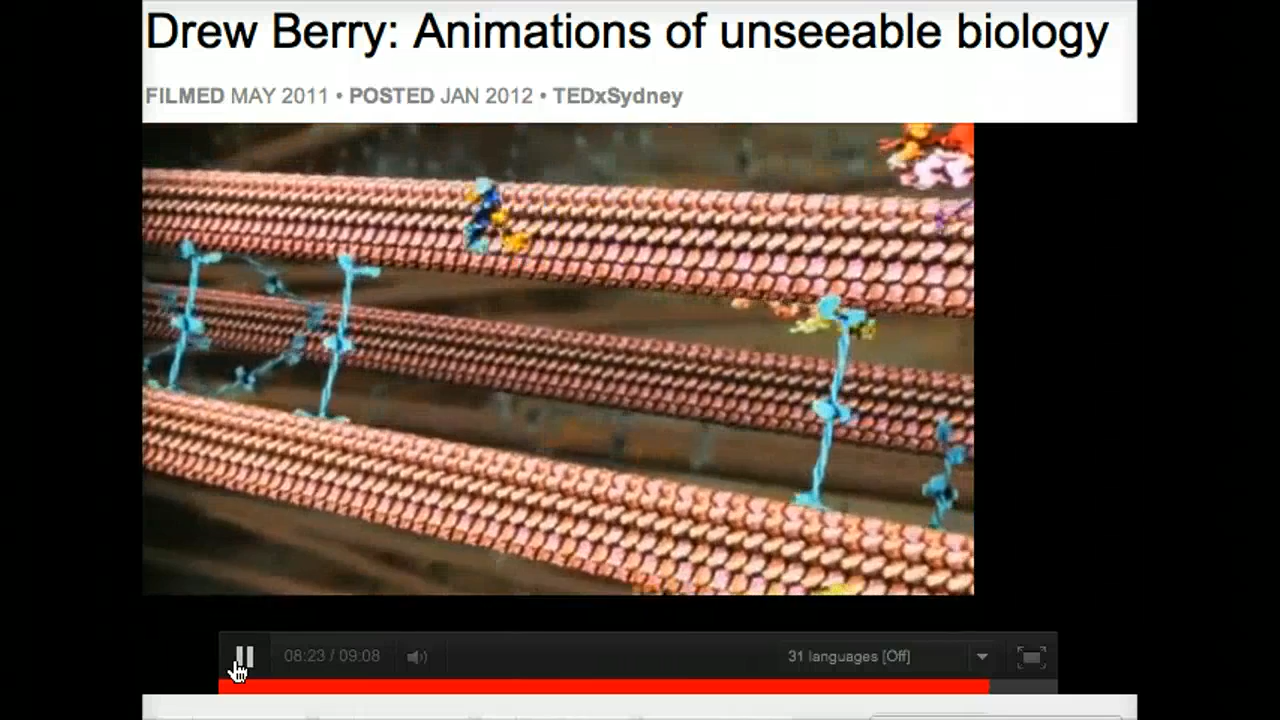 Drew Berry: Animations of unseeable biology
FILMED MAY 2011 • POSTED JAN 2012 • TEDxSydney
08:23 / 09:08
31 languages [Off]